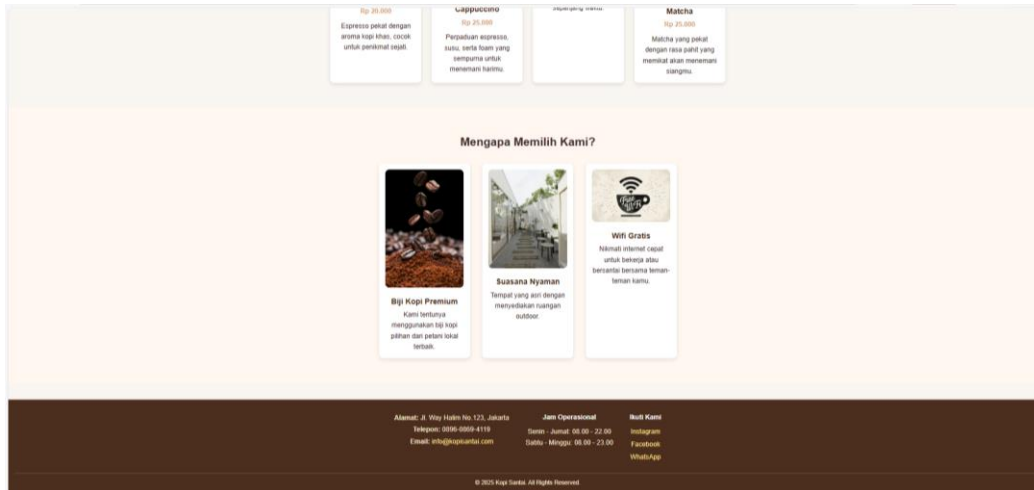 Rp 20.000
Espresso pekat dengan
aroma kopi khas, cocok
untuk penikmat sejati.
Cappuccino
Rp 25.000
Perpaduan espresso,
susu, serta foam yang
sempurna untuk
menemani harimu.
Matcha
Rp 25.000
Matcha yang pekat
dengan rasa pahit yang
memikat akan menemani
siangmu.
Mengapa Memilih Kami?
Biji Kopi Premium
Kami tentunya
menggunakan biji kopi
pilihan dari petani lokal
terbaik.
Suasana Nyaman
Tempat yang asri dengan
menyediakan ruangan
outdoor.
Free
Wi-Fi
Wifi Gratis
Nikmati internet cepat
untuk bekerja atau
bersantai bersama teman-
teman kamu.
Alamat: Jl. Way Halim No.123, Jakarta
Telepon: 0896-8869-4119
Email: info@kopisantai.com
Jam Operasional
Senin - Jumat: 08.00 - 22.00
Sabtu - Minggu: 08.00 - 23.00
Ikuti Kami
Instagram
Facebook
WhatsApp
© 2025 Kopi Santai. All Rights Reserved.